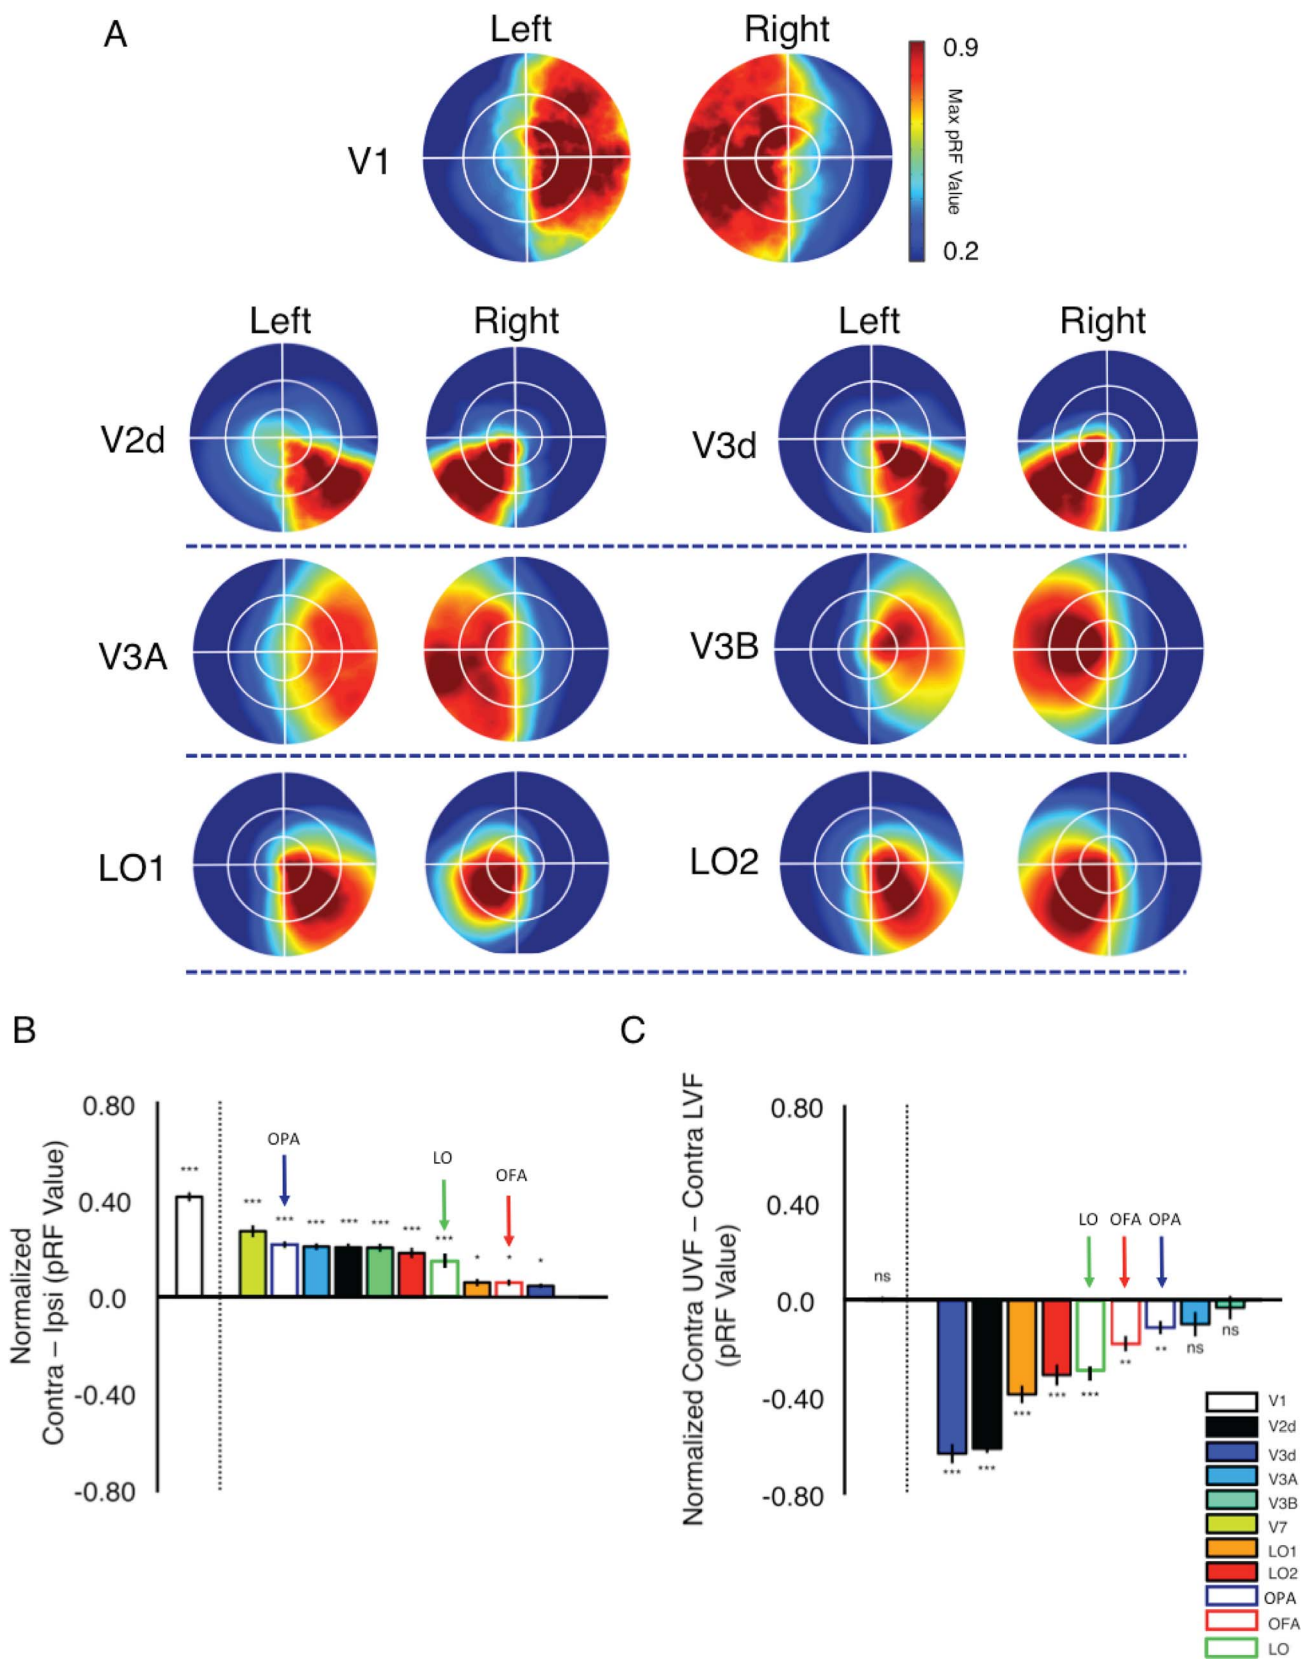 A
Left Right
V1
0.9
Max pRF Value
0.2
Left Right Left Right
V2d V3d
V3A V3B
LO1 LO2
B
Normalized
Contra – Ipsi (pRF Value)
0.80
0.40
0.0
-0.40
-0.80
***
***
OPA
***
***
***
***
***
LO
***
*
OFA
*
*
C
Normalized Contra UVF – Contra LVF
(pRF Value)
0.80
0.40
0.0
-0.40
-0.80
ns
LO OFA OPA
***
***
***
***
***
**
**
ns
ns
V1
V2d
V3d
V3A
V3B
V7
LO1
LO2
OPA
OFA
LO